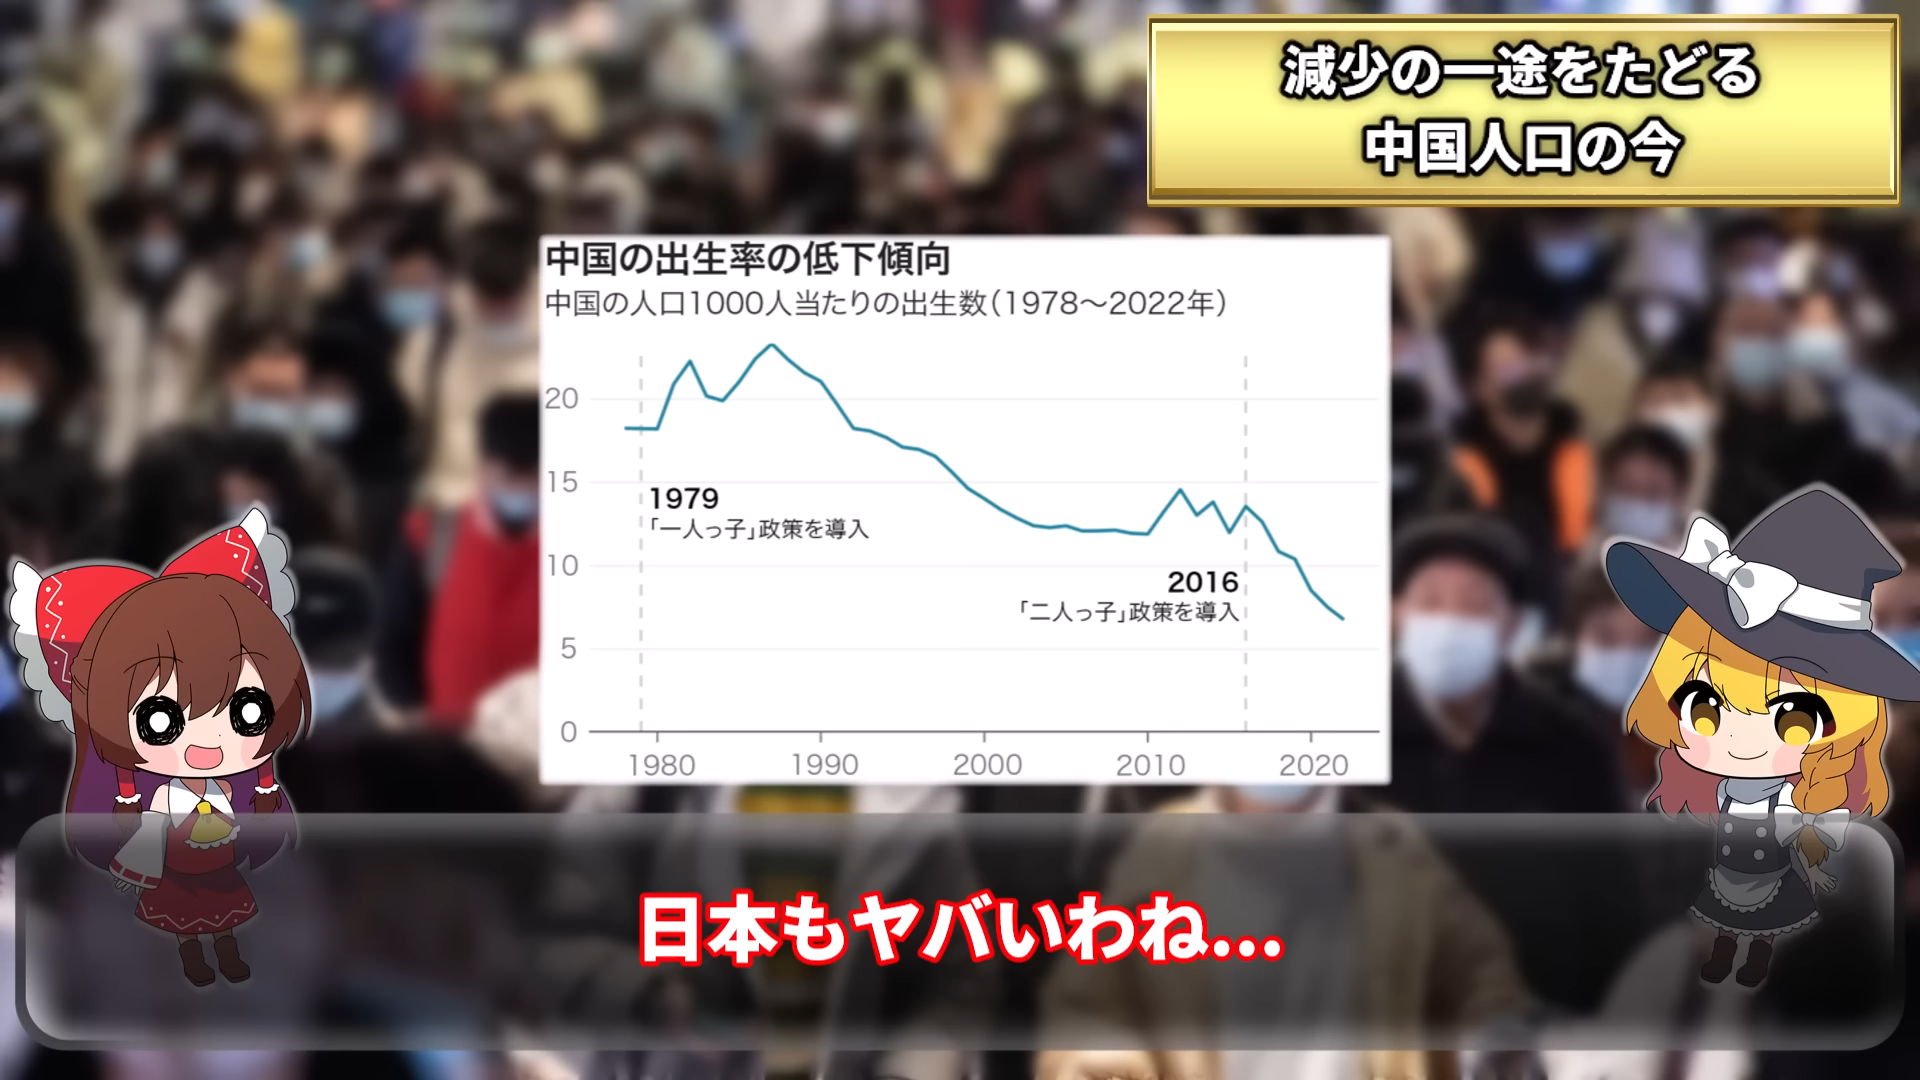 減少の一途をたどる
中国人口の今
中国の出生率の低下傾向
中国の人口1000人当たりの出生数(1978～2022年)
20
15
10
5
0
1979
「一人っ子」政策を導入
2016
「二人っ子」政策を導入
1980 1990 2000 2010 2020
日本もヤバいわね...